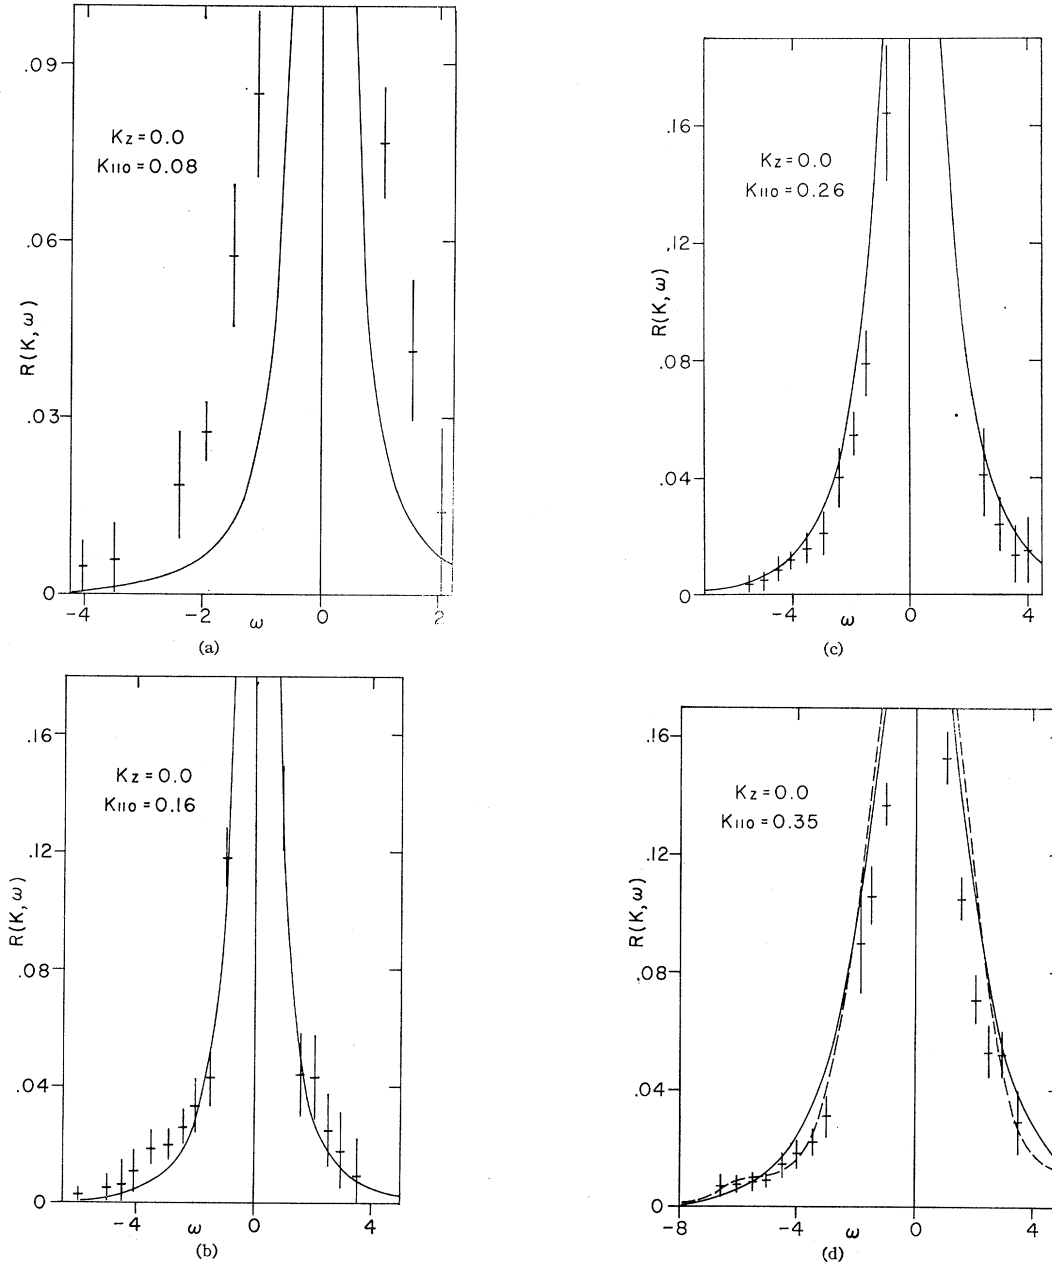 .09
.06
.03
0
R(K, ω)
Kz = 0.0
K110 = 0.08
−4
−2
0
2
ω
(a)
.16
.12
.08
.04
0
R(K, ω)
Kz = 0.0
K110 = 0.26
−4
0
4
ω
(c)
.16
.12
.08
.04
0
R(K, ω)
Kz = 0.0
K110 = 0.16
−4
0
4
ω
(b)
.16
.12
.08
.04
0
R(K, ω)
Kz = 0.0
K110 = 0.35
−8
−4
0
4
ω
(d)